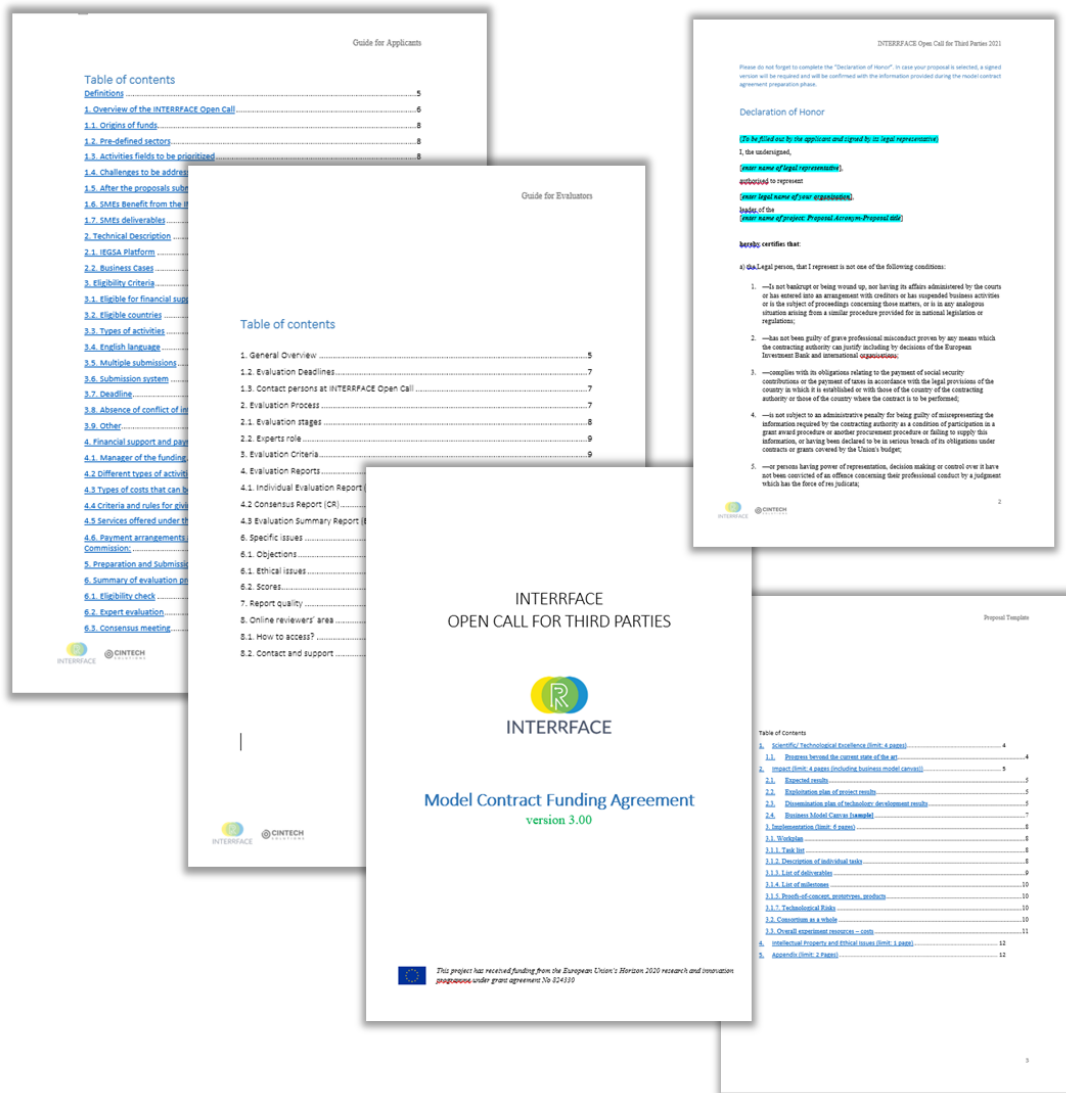 Guide for Applicants
Table of contents
Definitions 5
1. Overview of the INTERRFACE Open Call 6
1.1. Origins of funds 8
1.2. Pre-defined sectors 8
1.3. Activities fields to be prioritized 8
1.4. Challenges to be addres
1.5. After the proposals subm
1.6. SMEs Benefit from the I
1.7. SMEs deliverables
2. Technical Description
2.1. IEGSA Platform
2.2. Business Cases
3. Eligibility Criteria
3.1. Eligible for financial supp
3.2. Eligible countries
3.3. Types of activities
3.4. English language
3.5. Multiple submissions
3.6. Submission system
3.7. Deadline
3.8. Absence of conflict of in
3.9. Other
4. Financial support and pay
4.1. Manager of the funding
4.2 Different types of activiti
4.3 Types of costs that can b
4.4 Criteria and rules for givi
4.5 Services offered under th
4.6. Payment arrangements
Commission:
5. Preparation and Submissio
6. Summary of evaluation pr
6.1. Eligibility check
6.2. Expert evaluation
6.3. Consensus meeting
INTERRFACE
CINTECH
SOLUTIONS
Guide for Evaluators
Table of contents
1. General Overview 5
1.2. Evaluation Deadlines 7
1.3. Contact persons at INTERRFACE Open Call 7
2. Evaluation Process 7
2.1. Evaluation stages 8
2.2. Experts role 9
3. Evaluation Criteria 9
4. Evaluation Reports
4.1. Individual Evaluation Report (
4.2 Consensus Report (CR)
4.3 Evaluation Summary Report (E
6. Specific issues
6.1. Objections
6.1. Ethical issues
6.2. Scores
7. Report quality
8. Online reviewers' area
8.1. How to access?
8.2. Contact and support
INTERRFACE
CINTECH
SOLUTIONS
INTERRFACE
OPEN CALL FOR THIRD PARTIES
INTERRFACE
Model Contract Funding Agreement
version 3.00
This project has received funding from the European Union's Horizon 2020 research and innovation
programme under grant agreement No 824330
INTERRFACE Open Call for Third Parties 2021
Please do not forget to complete the "Declaration of Honor". In case your proposal is selected, a signed
version will be required and will be confirmed with the information provided during the model contract
agreement preparation phase.
Declaration of Honor
(To be filled out by the applicant and signed by its legal representative)
I, the undersigned,
[enter name of legal representative],
authorised to represent
[enter legal name of your organisation],
leader of the
[enter name of project: Proposal Acronym-Proposal title]
hereby certifies that:
a) the Legal person, that I represent is not one of the following conditions:
1. —Is not bankrupt or being wound up, nor having its affairs administered by the courts
or has entered into an arrangement with creditors or has suspended business activities
or is the subject of proceedings concerning those matters, or is in any analogous
situation arising from a similar procedure provided for in national legislation or
regulations;
2. —has not been guilty of grave professional misconduct proven by any means which
the contracting authority can justify including by decisions of the European
Investment Bank and international organisations;
3. —complies with its obligations relating to the payment of social security
contributions or the payment of taxes in accordance with the legal provisions of the
country in which it is established or with those of the country of the contracting
authority or those of the country where the contract is to be performed;
4. —is not subject to an administrative penalty for being guilty of misrepresenting the
information required by the contracting authority as a condition of participation in a
grant award procedure or another procurement procedure or failing to supply this
information, or having been declared to be in serious breach of its obligations under
contracts or grants covered by the Union's budget;
5. —or persons having power of representation, decision making or control over it have
not been convicted of an offence concerning their professional conduct by a judgment
which has the force of res judicata;
2
INTERRFACE
CINTECH
SOLUTIONS
Proposal Template
Table of Contents
1. Scientific/ Technological Excellence (limit: 4 pages) 4
1.1. Progress beyond the current state of the art 4
2. Impact (limit: 4 pages (including business model canvas)) 5
2.1. Expected results 5
2.2. Exploitation plan of project results 5
2.3. Dissemination plan of technology development results 5
2.4. Business Model Canvas (sample) 7
3. Implementation (limit: 6 pages) 8
3.1. Workplan 8
3.1.1. Task list 8
3.1.2. Description of individual tasks 8
3.1.3. List of deliverables 9
3.1.4. List of milestones 10
3.1.5. Proofs-of-concept, prototypes, products 10
3.1.7. Technological Risks 10
3.2. Consortium as a whole 10
3.3. Overall experiment resources – costs 11
4. Intellectual Property and Ethical issues (limit: 1 page) 12
5. Appendix (limit: 2 Pages) 12
3